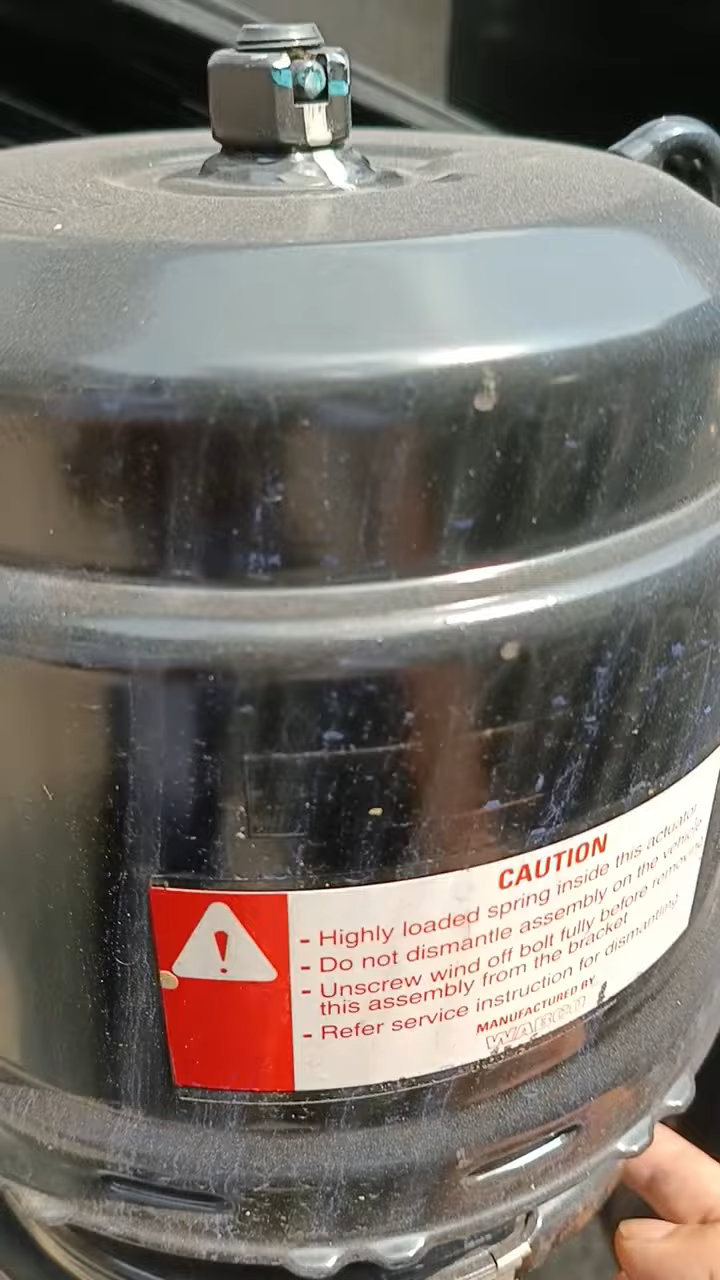 CAUTION
- Highly loaded spring inside this actuator
- Do not dismantle assembly on the vehicle
- Unscrew wind off bolt fully before removing
this assembly from the bracket
- Refer service instruction for dismantling
MANUFACTURED BY
WABCO